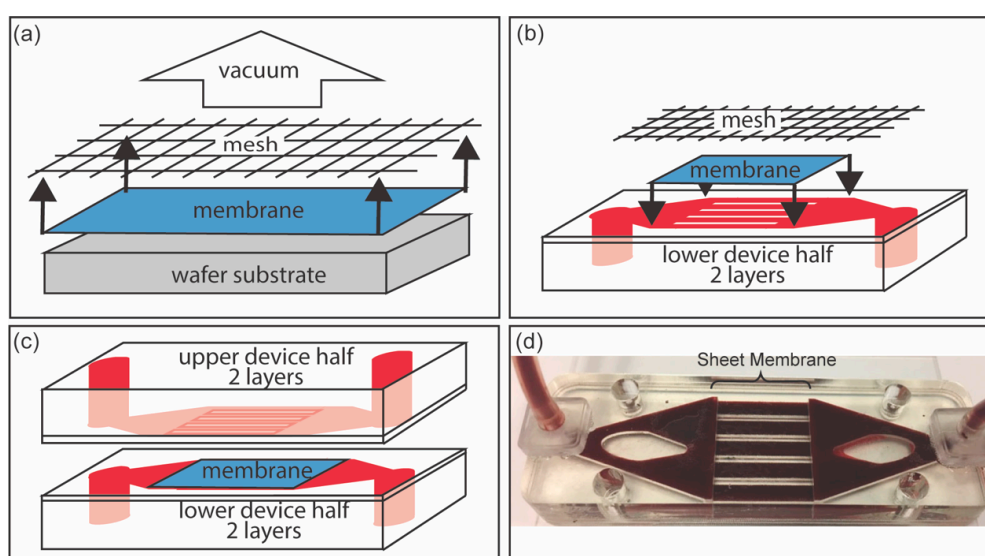 (a)
vacuum
mesh
membrane
wafer substrate
(b)
mesh
membrane
lower device half
2 layers
(c)
upper device half
2 layers
membrane
lower device half
2 layers
(d)
Sheet Membrane